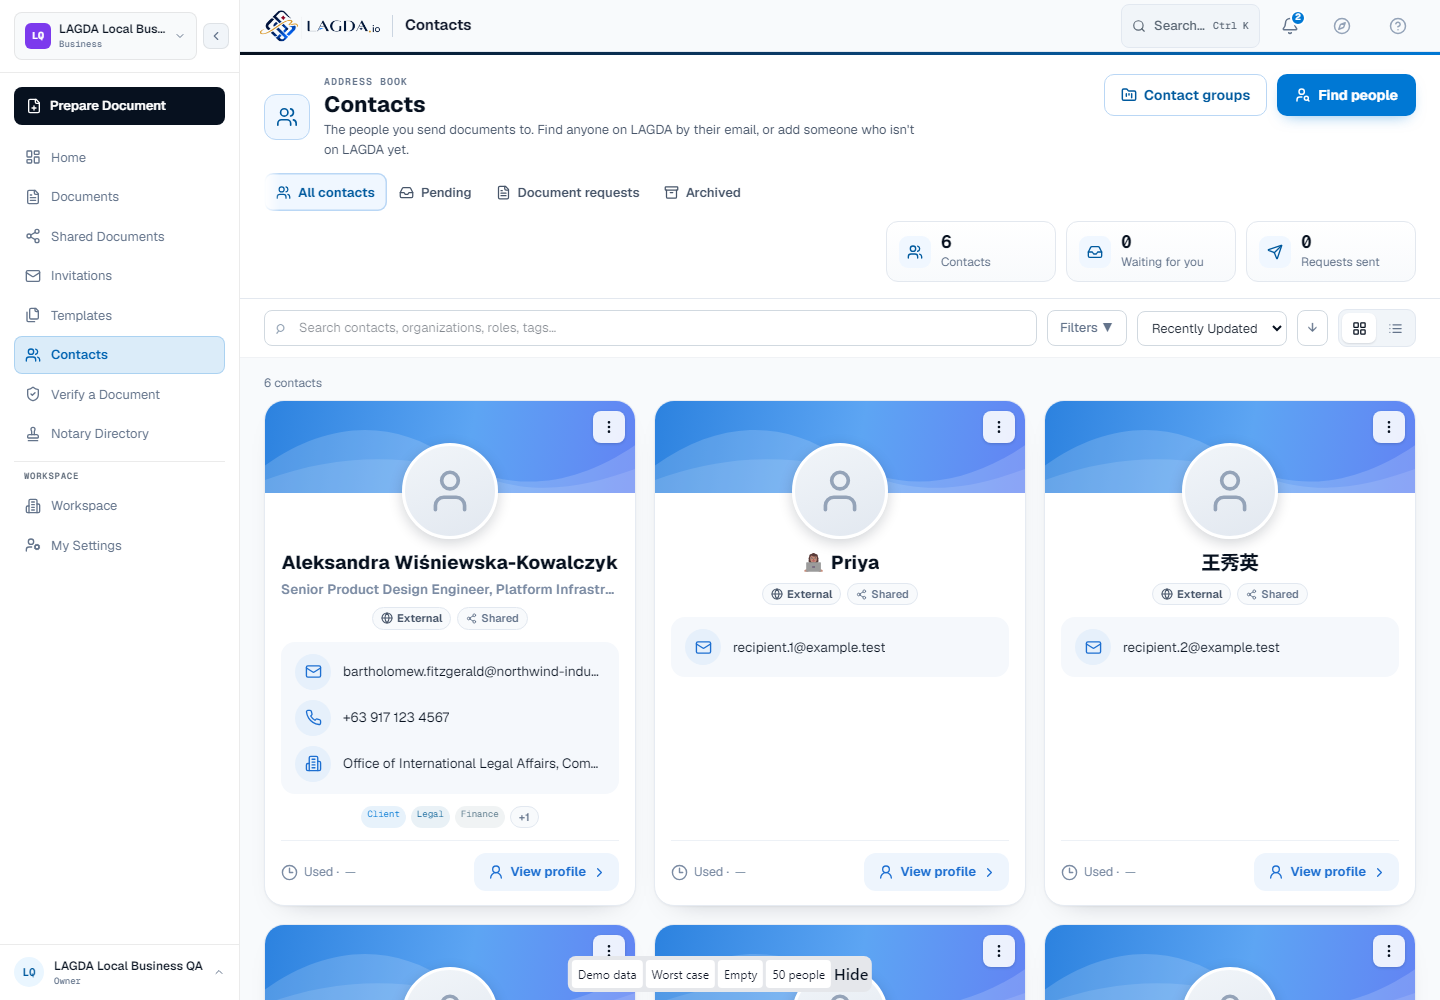 LQ
LAGDA Local Bus...
Business
LAGDA.io
Contacts
Search...
Ctrl K
2
Prepare Document
Home
Documents
Shared Documents
Invitations
Templates
Contacts
Verify a Document
Notary Directory
WORKSPACE
Workspace
My Settings
LQ
LAGDA Local Business QA
Owner
ADDRESS BOOK
Contacts
The people you send documents to. Find anyone on LAGDA by their email, or add someone who isn't
on LAGDA yet.
Contact groups
Find people
All contacts
Pending
Document requests
Archived
6
Contacts
0
Waiting for you
0
Requests sent
Search contacts, organizations, roles, tags...
Filters ▼
Recently Updated
6 contacts
Aleksandra Wiśniewska-Kowalczyk
Senior Product Design Engineer, Platform Infrastr...
External
Shared
bartholomew.fitzgerald@northwind-indu...
+63 917 123 4567
Office of International Legal Affairs, Com...
Client
Legal
Finance
+1
Used · —
View profile
👩🏽‍💻 Priya
External
Shared
recipient.1@example.test
Used · —
View profile
王秀英
External
Shared
recipient.2@example.test
Used · —
View profile
Demo data
Worst case
Empty
50 people
Hide